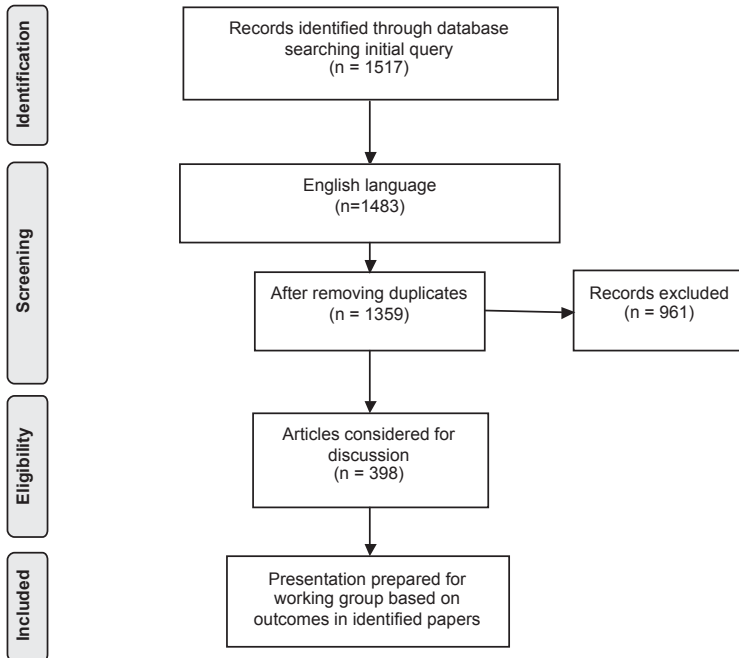 Identification
Records identified through database
searching initial query
(n = 1517)
Screening
English language
(n=1483)
After removing duplicates
(n = 1359)
Records excluded
(n = 961)
Eligibility
Articles considered for
discussion
(n = 398)
Included
Presentation prepared for
working group based on
outcomes in identified papers